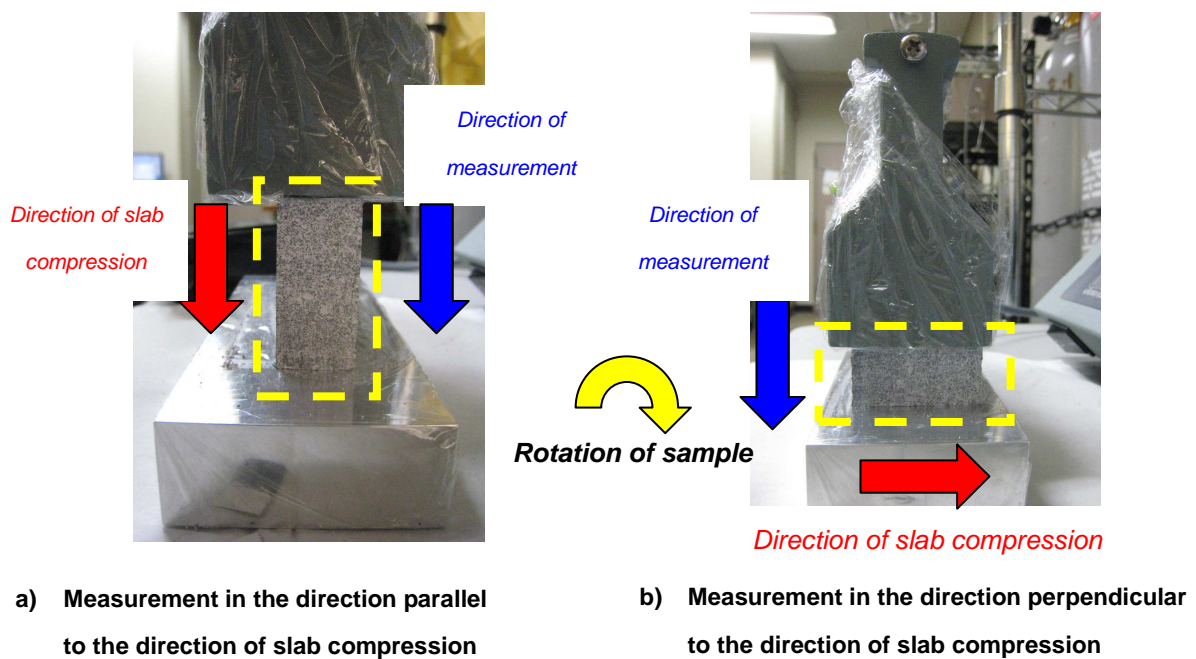 Direction of
measurement
Direction of slab
compression
Direction of
measurement
Rotation of sample
Direction of slab compression
a) Measurement in the direction parallel
to the direction of slab compression
b) Measurement in the direction perpendicular
to the direction of slab compression